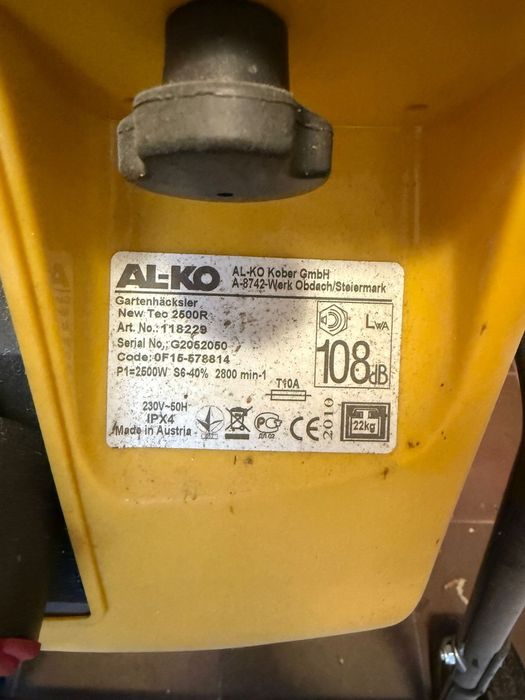 AL-KO
AL-KO Kober GmbH
A-8742-Werk Obdach/Steiermark
Gartenhäcksler
New Tec 2500R
Art. No.:118229
Serial No.:G2052050
Code: 0F15-578814
P1=2500W S6-40% 2800 min-1
LWA
108dB
T10A
230V~50H
IPX4
Made in Austria
CE
2010
22kg